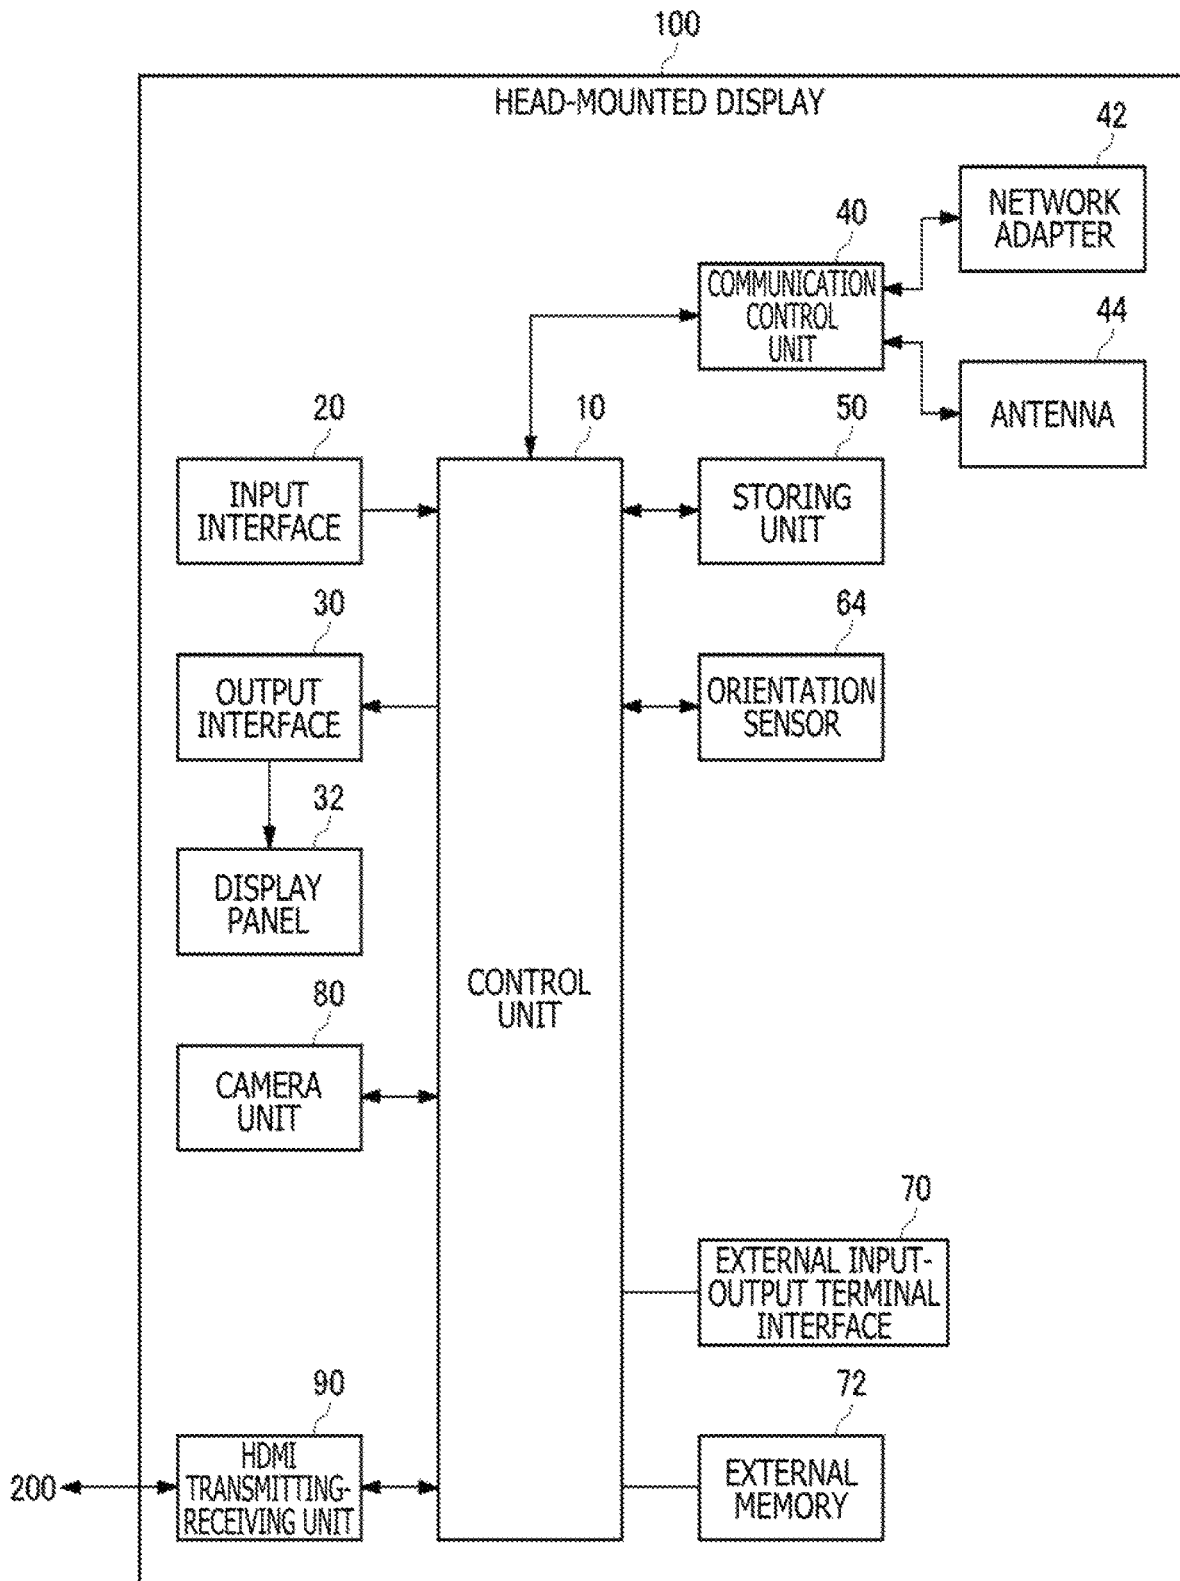 100
HEAD-MOUNTED DISPLAY
42
NETWORK
ADAPTER
40
COMMUNICATION
CONTROL
UNIT
44
ANTENNA
20
INPUT
INTERFACE
10
CONTROL
UNIT
50
STORING
UNIT
30
OUTPUT
INTERFACE
64
ORIENTATION
SENSOR
32
DISPLAY
PANEL
80
CAMERA
UNIT
70
EXTERNAL INPUT-
OUTPUT TERMINAL
INTERFACE
90
HDMI
TRANSMITTING-
RECEIVING UNIT
200
72
EXTERNAL
MEMORY